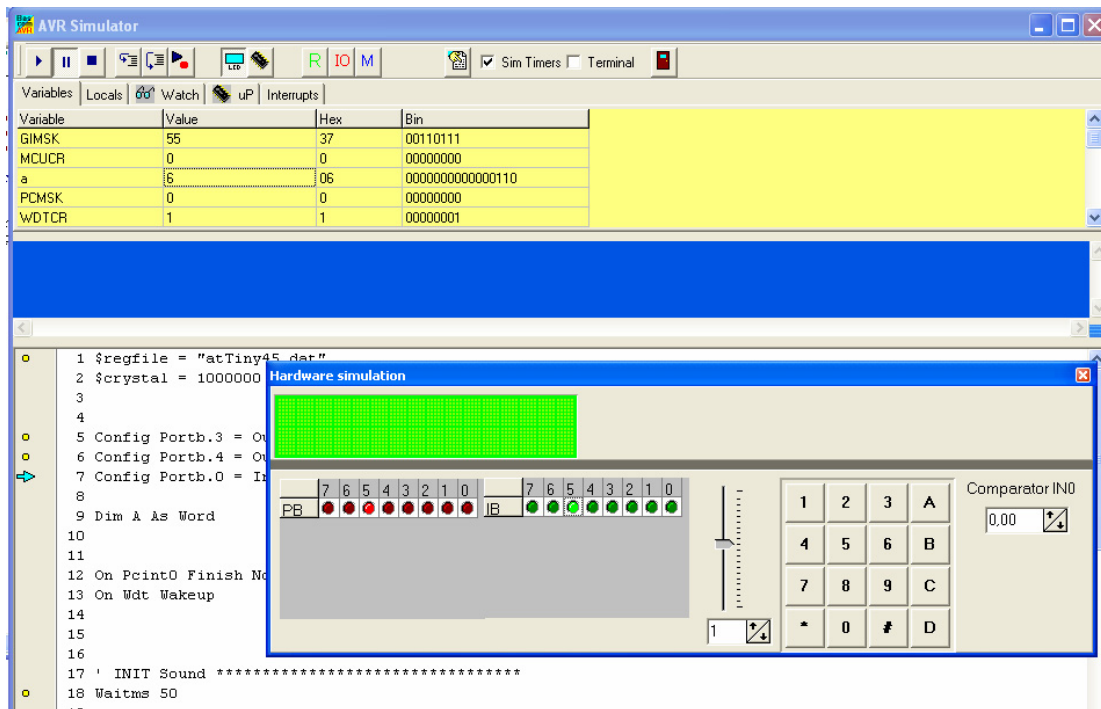 Bas com AVR AVR Simulator
LCD R IO M Sim Timers Terminal
Variables Locals Watch uP Interrupts
Variable Value Hex Bin
GIMSK 55 37 00110111
MCUCR 0 0 00000000
a 6 06 0000000000000110
PCMSK 0 0 00000000
WDTCR 1 1 00000001
1 $regfile = "atTiny45.dat"
2 $crystal = 1000000
3
4
5 Config Portb.3 = Ou
6 Config Portb.4 = Ou
7 Config Portb.0 = In
8
9 Dim A As Word
10
11
12 On Pcint0 Finish No
13 On Wdt Wakeup
14
15
16
17 ' INIT Sound *********************************
18 Waitms 50
Hardware simulation
7 6 5 4 3 2 1 0 7 6 5 4 3 2 1 0
PB IB
1 2 3 A
4 5 6 B
7 8 9 C
* 0 # D
1
Comparator IN0
0,00